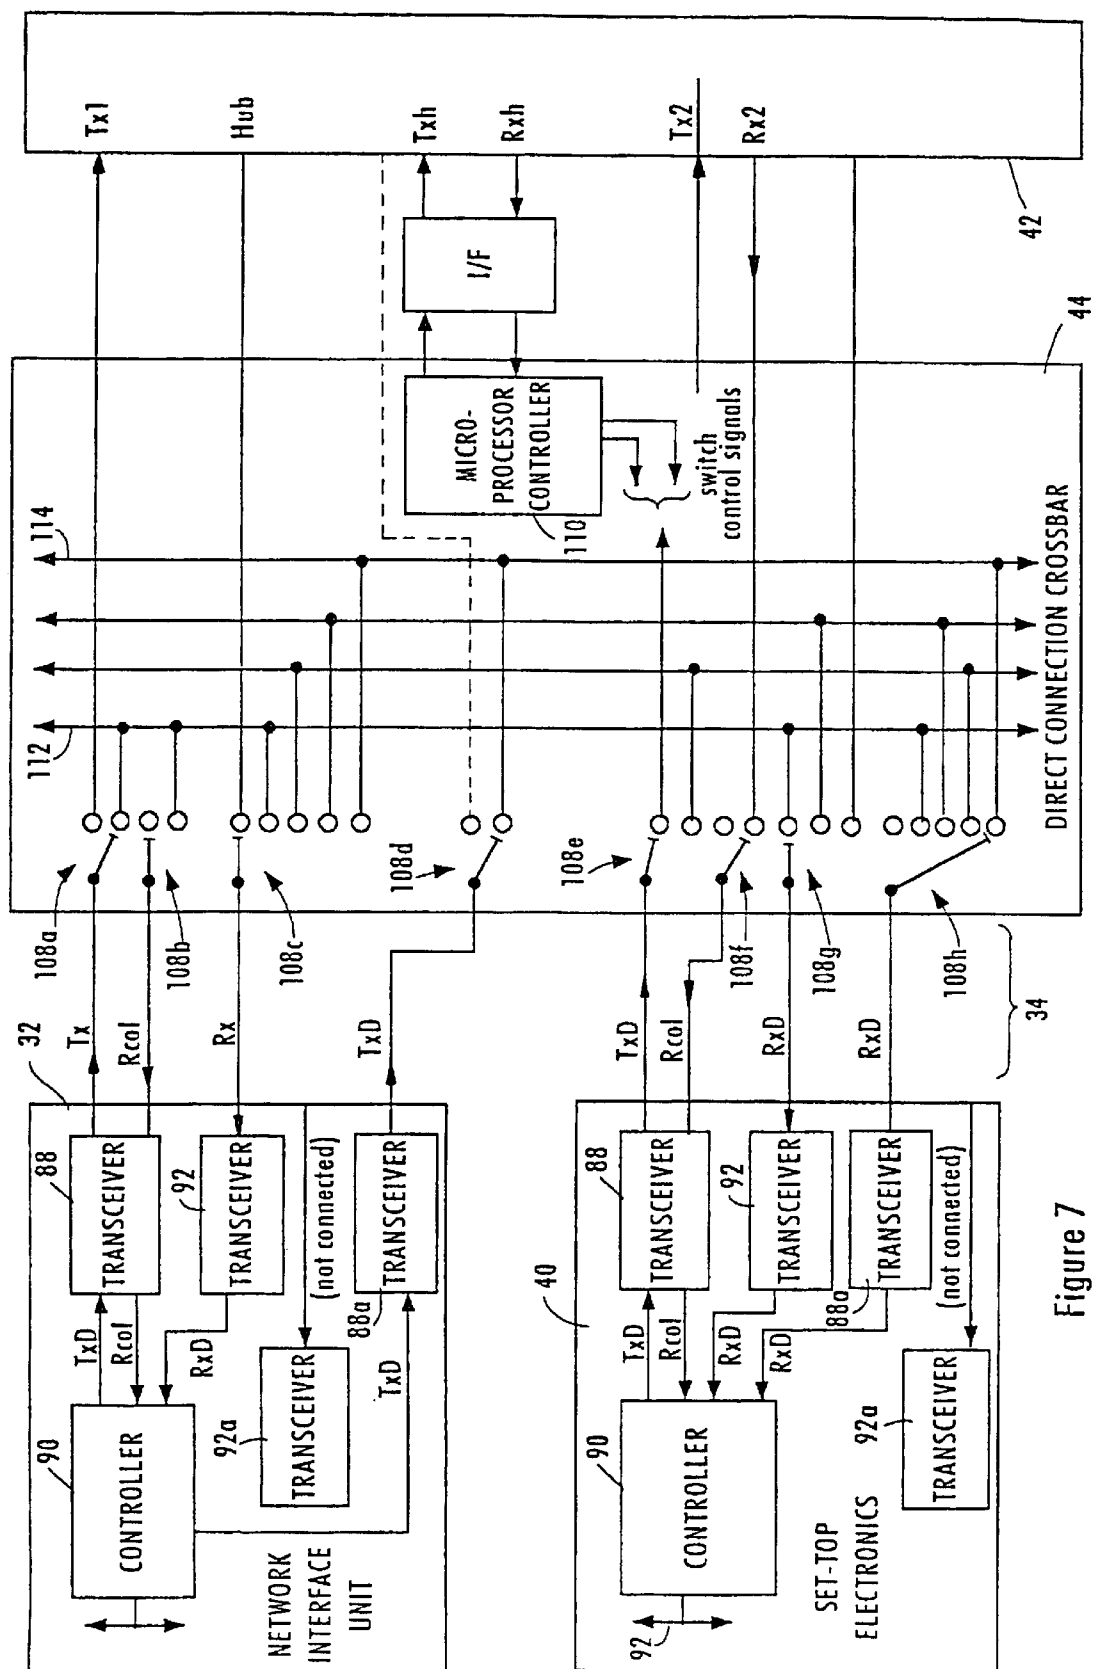 32
90
CONTROLLER
TxD
Rcol
RxD
88
TRANSCEIVER
92
TRANSCEIVER
(not connected)
92a
TRANSCEIVER
TxD
88a
TRANSCEIVER
NETWORK
INTERFACE
UNIT
Tx
Rcol
Rx
TxD
40
90
CONTROLLER
92
TxD
Rcol
RxD
RxD
88
TRANSCEIVER
92
TRANSCEIVER
88a
TRANSCEIVER
(not connected)
92a
TRANSCEIVER
SET-TOP
ELECTRONICS
TxD
Rcol
RxD
RxD
34
108a
108b
108c
108d
108e
108f
108g
108h
112
114
MICRO-
PROCESSOR
CONTROLLER
110
switch
control signals
DIRECT CONNECTION CROSSBAR
44
I/F
Tx1
Hub
Txh
Rxh
Tx2
Rx2
42
Figure 7